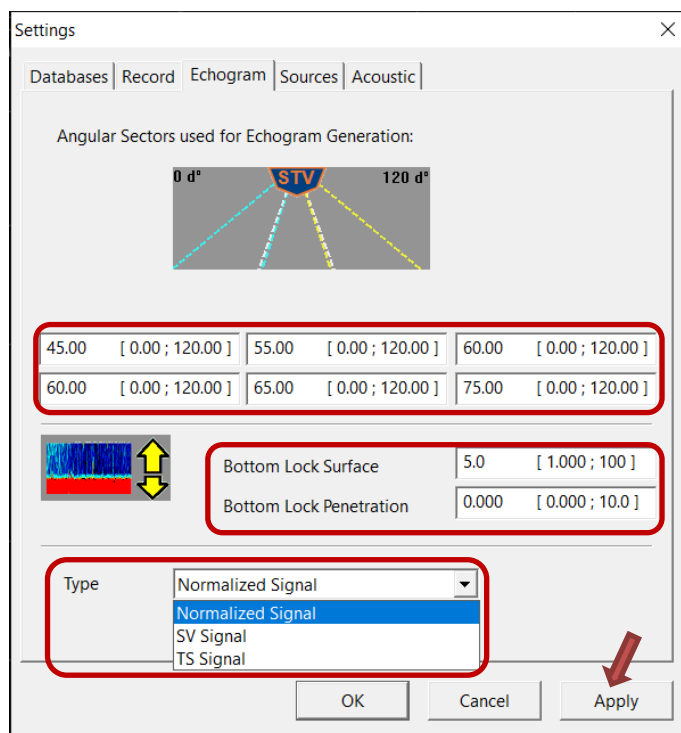 Settings
Databases Record Echogram Sources Acoustic
Angular Sectors used for Echogram Generation:
0 d° STV 120 d°
45.00 [ 0.00 ; 120.00 ] 55.00 [ 0.00 ; 120.00 ] 60.00 [ 0.00 ; 120.00 ]
60.00 [ 0.00 ; 120.00 ] 65.00 [ 0.00 ; 120.00 ] 75.00 [ 0.00 ; 120.00 ]
Bottom Lock Surface 5.0 [ 1.000 ; 100 ]
Bottom Lock Penetration 0.000 [ 0.000 ; 10.0 ]
Type Normalized Signal
Normalized Signal
SV Signal
TS Signal
OK Cancel Apply